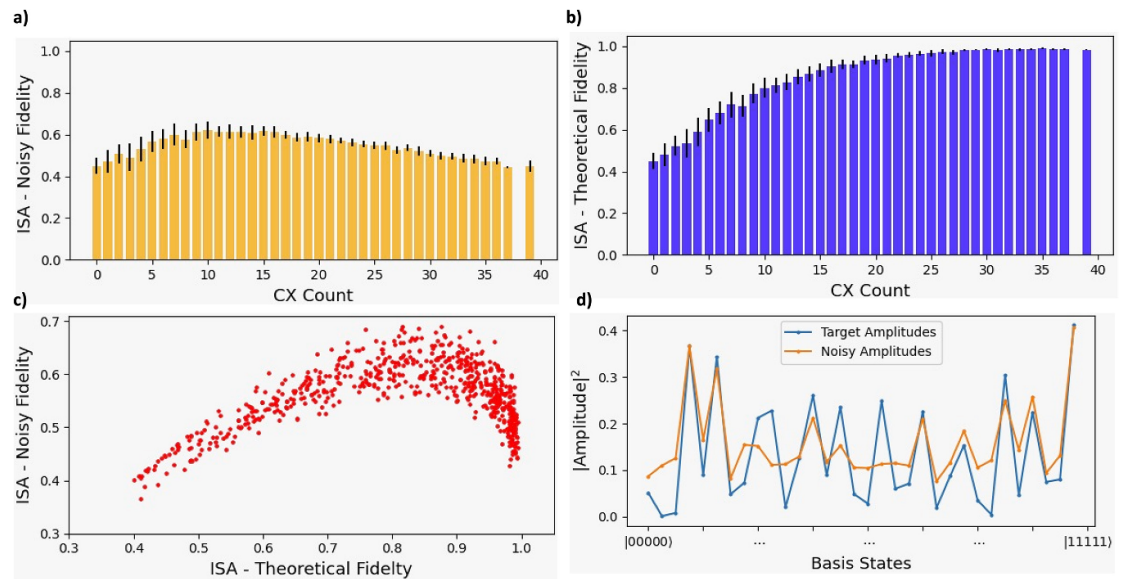 a)
ISA - Noisy Fidelity
1.0
0.8
0.6
0.4
0.2
0.0
0 5 10 15 20 25 30 35 40
CX Count
b)
ISA - Theoretical Fidelity
1.0
0.8
0.6
0.4
0.2
0.0
0 5 10 15 20 25 30 35 40
CX Count
c)
ISA - Noisy Fidelity
0.7
0.6
0.5
0.4
0.3
0.3 0.4 0.5 0.6 0.7 0.8 0.9 1.0
ISA - Theoretical Fidelty
d)
|Amplitude|²
0.4
0.3
0.2
0.1
0.0
Target Amplitudes
Noisy Amplitudes
|00000⟩ ... ... ... |11111⟩
Basis States